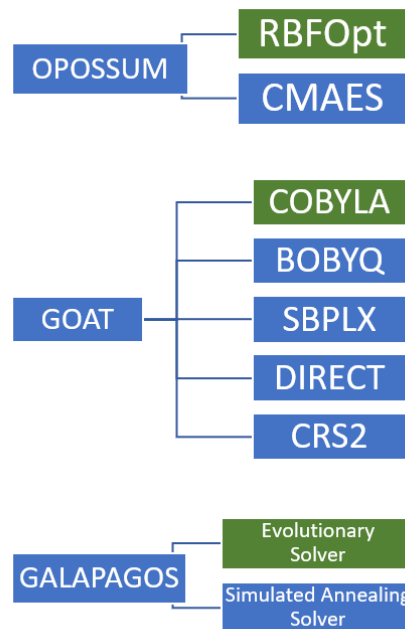 OPOSSUM
RBFOpt
CMAES
GOAT
COBYLA
BOBYQ
SBPLX
DIRECT
CRS2
GALAPAGOS
Evolutionary
Solver
Simulated Annealing
Solver